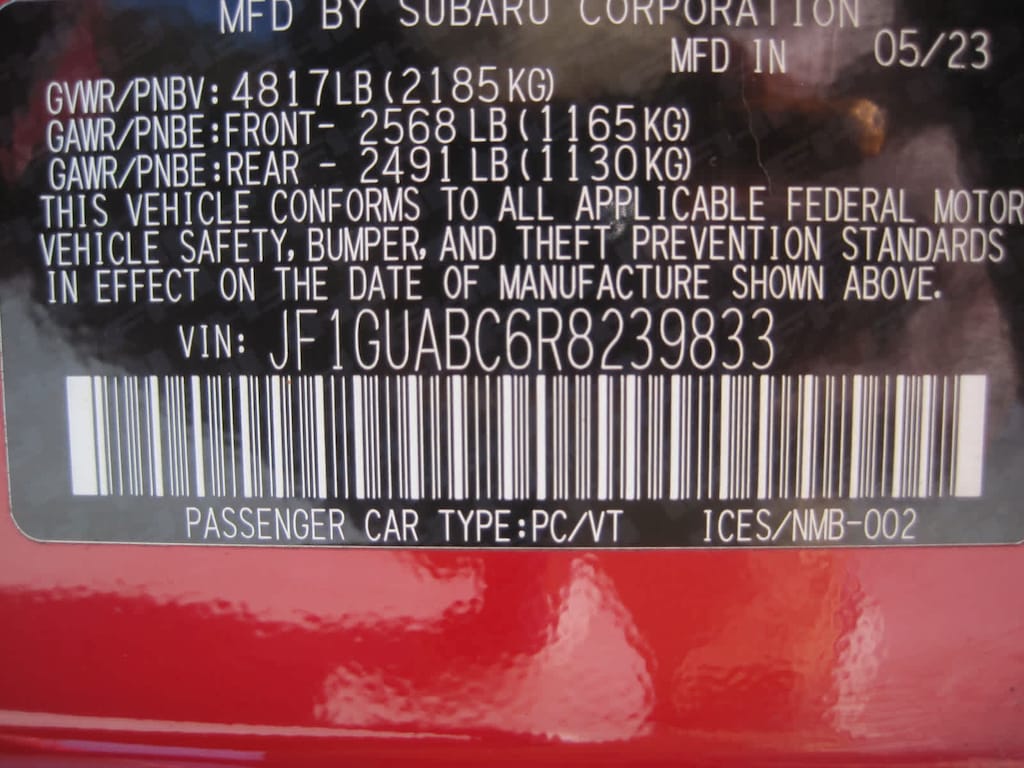 MFD BY SUBARU CORPORATION
MFD IN 05/23
GVWR/PNBV: 4817LB(2185KG)
GAWR/PNBE:FRONT- 2568 LB(1165KG)
GAWR/PNBE:REAR - 2491 LB(1130KG)
THIS VEHICLE CONFORMS TO ALL APPLICABLE FEDERAL MOTOR
VEHICLE SAFETY, BUMPER, AND THEFT PREVENTION STANDARDS
IN EFFECT ON THE DATE OF MANUFACTURE SHOWN ABOVE.
VIN: JF1GUABC6R8239833
PASSENGER CAR TYPE:PC/VT ICES/NMB-002